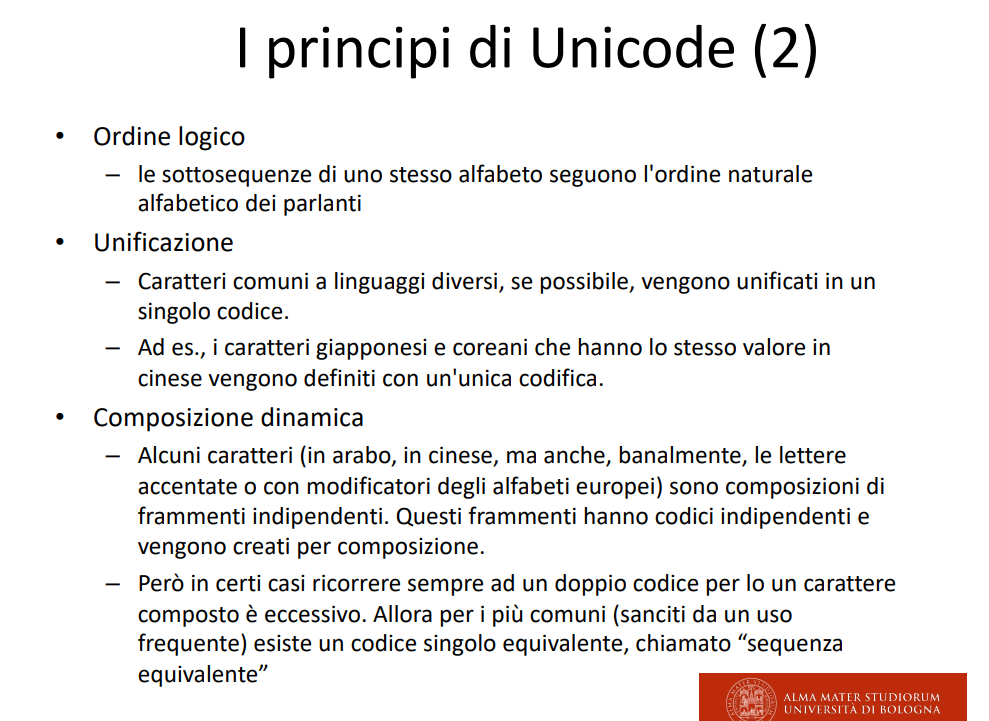 I principi di Unicode (2)
• Ordine logico
– le sottosequenze di uno stesso alfabeto seguono l'ordine naturale
alfabetico dei parlanti
• Unificazione
– Caratteri comuni a linguaggi diversi, se possibile, vengono unificati in un
singolo codice.
– Ad es., i caratteri giapponesi e coreani che hanno lo stesso valore in
cinese vengono definiti con un'unica codifica.
• Composizione dinamica
– Alcuni caratteri (in arabo, in cinese, ma anche, banalmente, le lettere
accentate o con modificatori degli alfabeti europei) sono composizioni di
frammenti indipendenti. Questi frammenti hanno codici indipendenti e
vengono creati per composizione.
– Però in certi casi ricorrere sempre ad un doppio codice per lo un carattere
composto è eccessivo. Allora per i più comuni (sanciti da un uso
frequente) esiste un codice singolo equivalente, chiamato “sequenza
equivalente”
ALMA MATER STUDIORUM
UNIVERSITÀ DI BOLOGNA